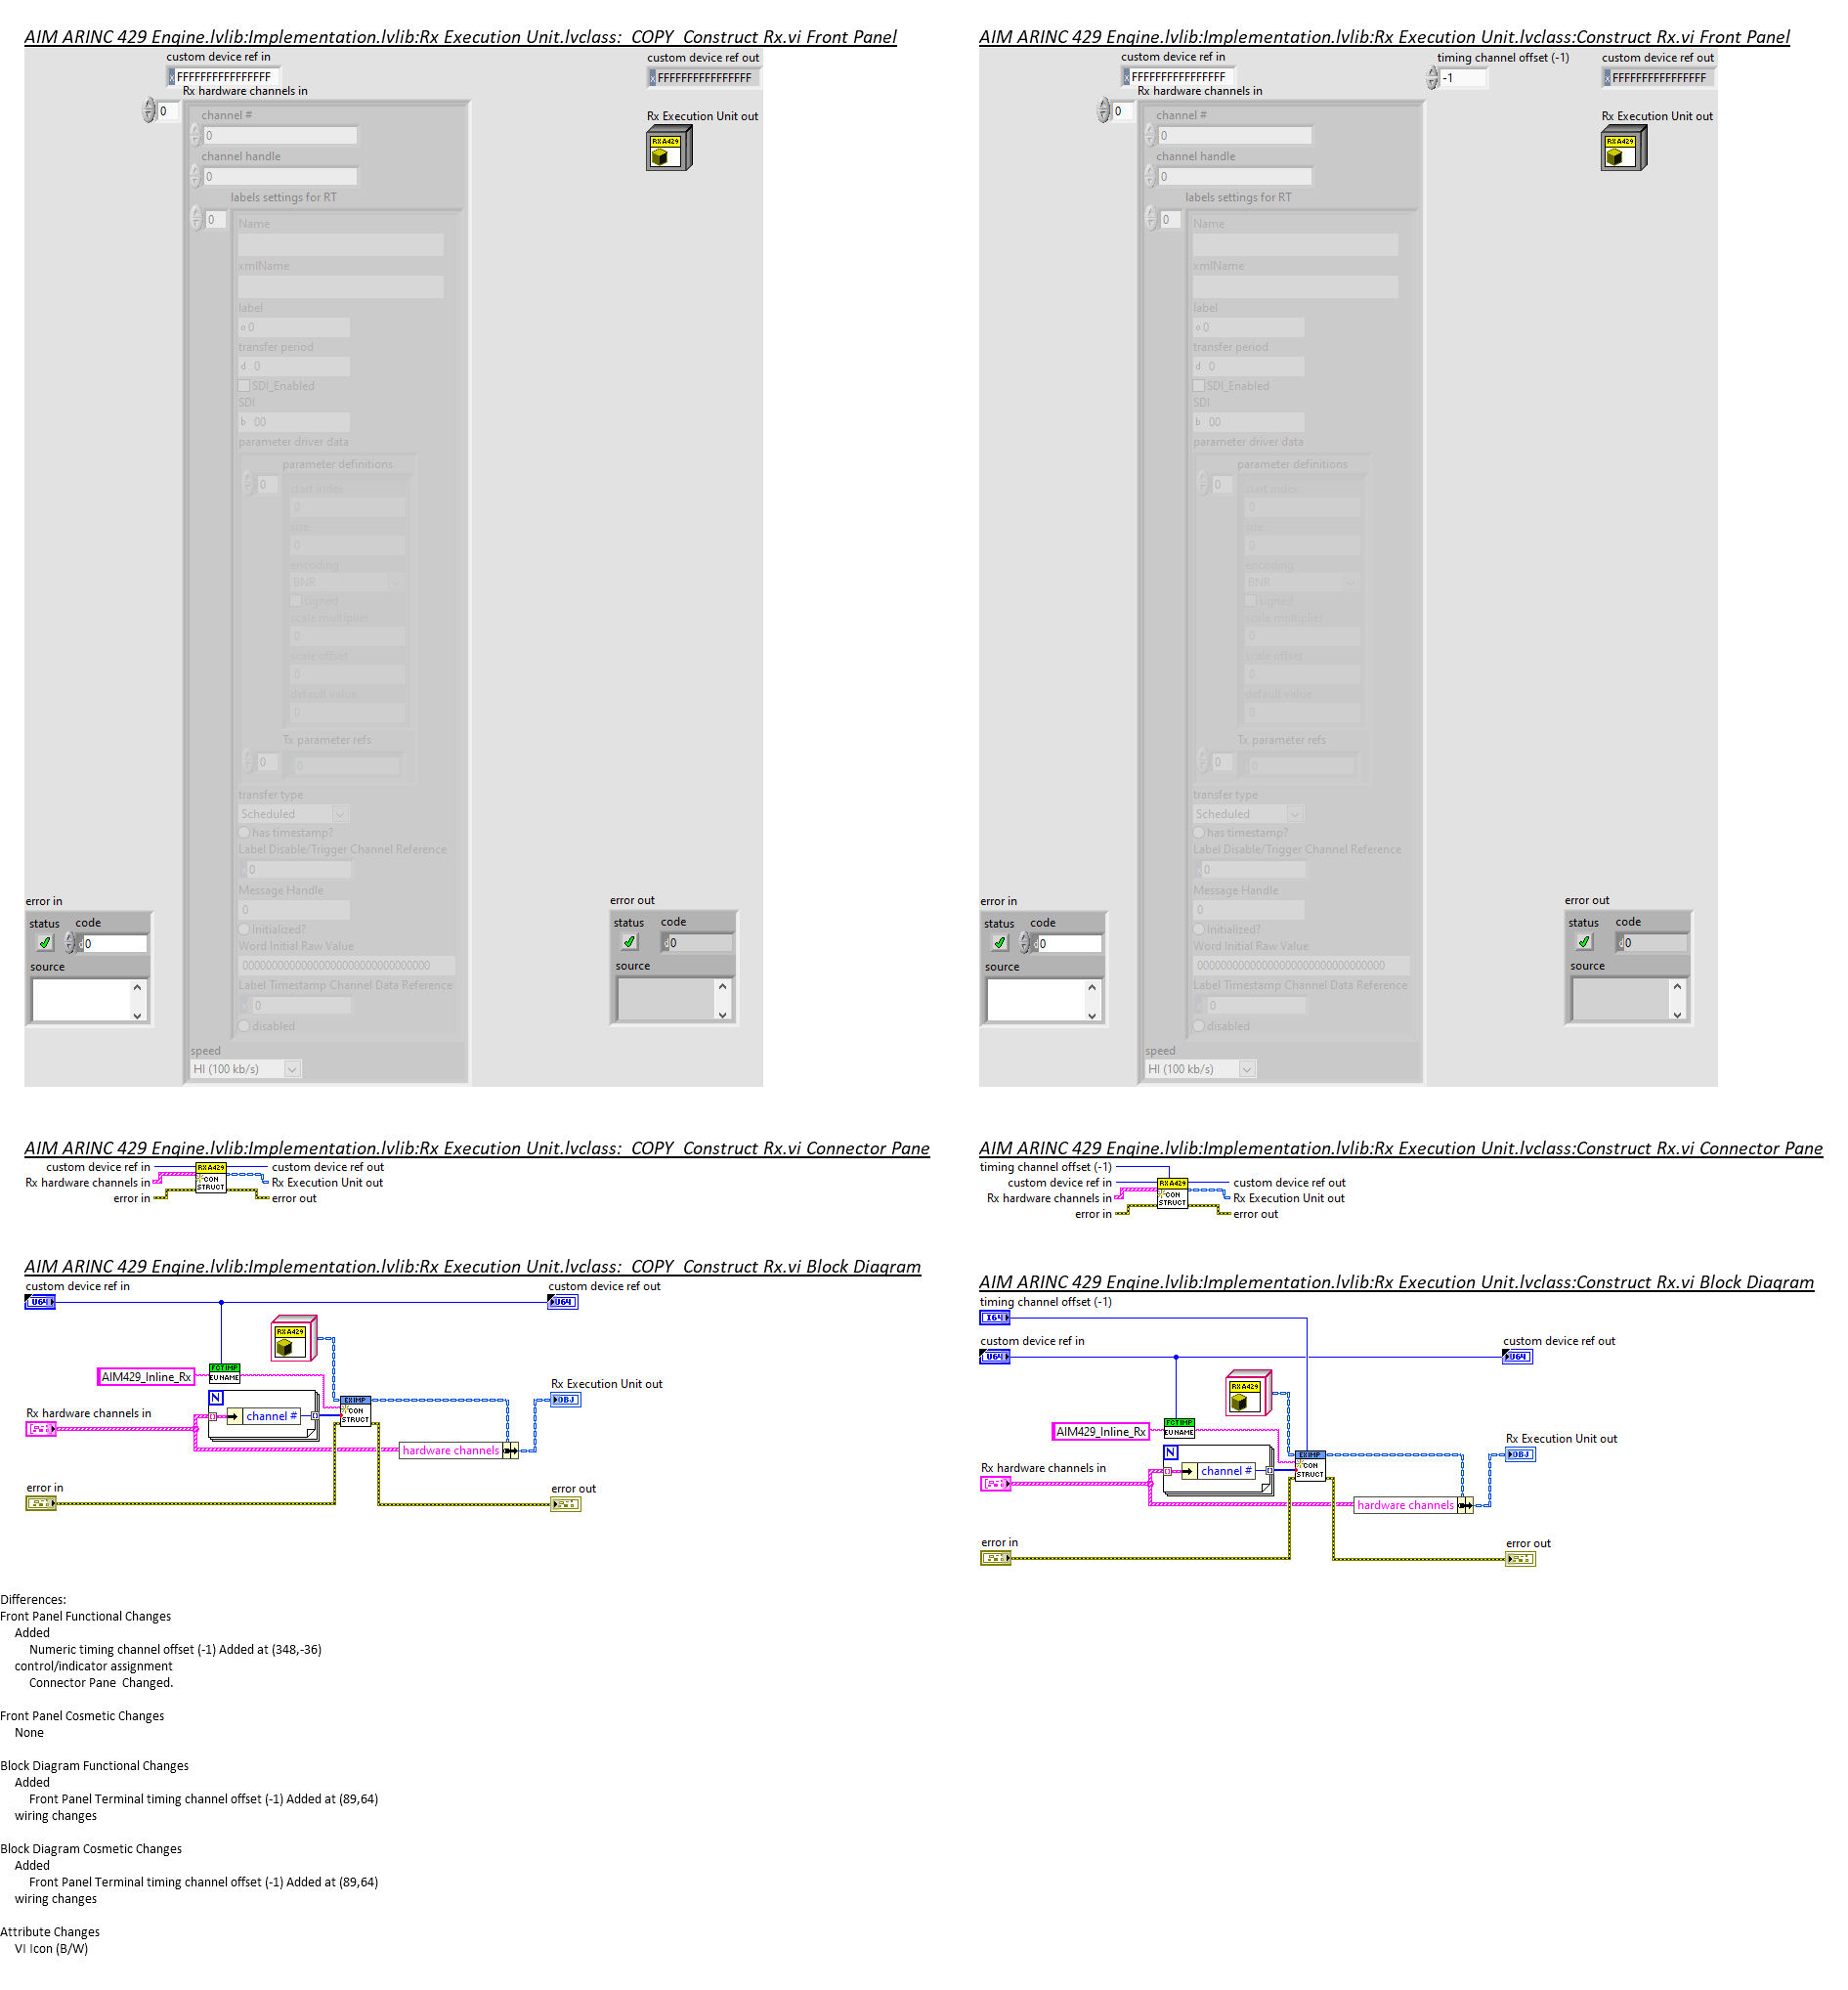 AIM ARINC 429 Engine.lvlib:Implementation.lvlib:Rx Execution Unit.lvclass:_COPY_Construct Rx.vi Front Panel
custom device ref in
x FFFFFFFFFFFFFFFF
custom device ref out
x FFFFFFFFFFFFFFFF
Rx hardware channels in
0
channel #
0
channel handle
0
Rx Execution Unit out
RXA429
labels settings for RT
0
Name
xmlName
label
o 0
transfer period
d 0
SDI_Enabled
SDI
b 00
parameter driver data
parameter definitions
0
start index
0
size
0
encoding
BNR
signed
scale multiplier
0
scale offset
0
default value
0
Tx parameter refs
0
0
transfer type
Scheduled
has timestamp?
Label Disable/Trigger Channel Reference
0
Message Handle
0
Initialized?
Word Initial Raw Value
00000000000000000000000000000000
Label Timestamp Channel Data Reference
x 0
disabled
speed
HI (100 kb/s)
error in
status code
d 0
source
error out
status code
d 0
source
AIM ARINC 429 Engine.lvlib:Implementation.lvlib:Rx Execution Unit.lvclass:Construct Rx.vi Front Panel
custom device ref in
x FFFFFFFFFFFFFFFF
timing channel offset (-1)
-1
custom device ref out
x FFFFFFFFFFFFFFFF
Rx hardware channels in
0
channel #
0
channel handle
0
Rx Execution Unit out
RXA429
labels settings for RT
0
Name
xmlName
label
o 0
transfer period
d 0
SDI_Enabled
SDI
b 00
parameter driver data
parameter definitions
0
start index
0
size
0
encoding
BNR
signed
scale multiplier
0
scale offset
0
default value
0
Tx parameter refs
0
0
transfer type
Scheduled
has timestamp?
Label Disable/Trigger Channel Reference
x 0
Message Handle
0
Initialized?
Word Initial Raw Value
00000000000000000000000000000000
Label Timestamp Channel Data Reference
x 0
disabled
speed
HI (100 kb/s)
error in
status code
d 0
source
error out
status code
d 0
source
AIM ARINC 429 Engine.lvlib:Implementation.lvlib:Rx Execution Unit.lvclass:_COPY_Construct Rx.vi Connector Pane
custom device ref in
Rx hardware channels in
error in
RXA429
CON
STRUCT
custom device ref out
Rx Execution Unit out
error out
AIM ARINC 429 Engine.lvlib:Implementation.lvlib:Rx Execution Unit.lvclass:Construct Rx.vi Connector Pane
timing channel offset (-1)
custom device ref in
Rx hardware channels in
error in
RXA429
CON
STRUCT
custom device ref out
Rx Execution Unit out
error out
AIM ARINC 429 Engine.lvlib:Implementation.lvlib:Rx Execution Unit.lvclass:_COPY_Construct Rx.vi Block Diagram
custom device ref in
U64
custom device ref out
U64
RXA429
FCTIMP
EU NAME
AIM429_Inline_Rx
N
channel #
EXIMP
CON
STRUCT
Rx Execution Unit out
OBJ
Rx hardware channels in
hardware channels
error in
error out
AIM ARINC 429 Engine.lvlib:Implementation.lvlib:Rx Execution Unit.lvclass:Construct Rx.vi Block Diagram
timing channel offset (-1)
I64
custom device ref in
U64
custom device ref out
U64
RXA429
FCTIMP
EU NAME
AIM429_Inline_Rx
N
channel #
EXIMP
CON
STRUCT
Rx Execution Unit out
OBJ
Rx hardware channels in
hardware channels
error in
error out
Differences:
Front Panel Functional Changes
Added
Numeric timing channel offset (-1) Added at (348,-36)
control/indicator assignment
Connector Pane  Changed.
Front Panel Cosmetic Changes
None
Block Diagram Functional Changes
Added
Front Panel Terminal timing channel offset (-1) Added at (89,64)
wiring changes
Block Diagram Cosmetic Changes
Added
Front Panel Terminal timing channel offset (-1) Added at (89,64)
wiring changes
Attribute Changes
VI Icon (B/W)